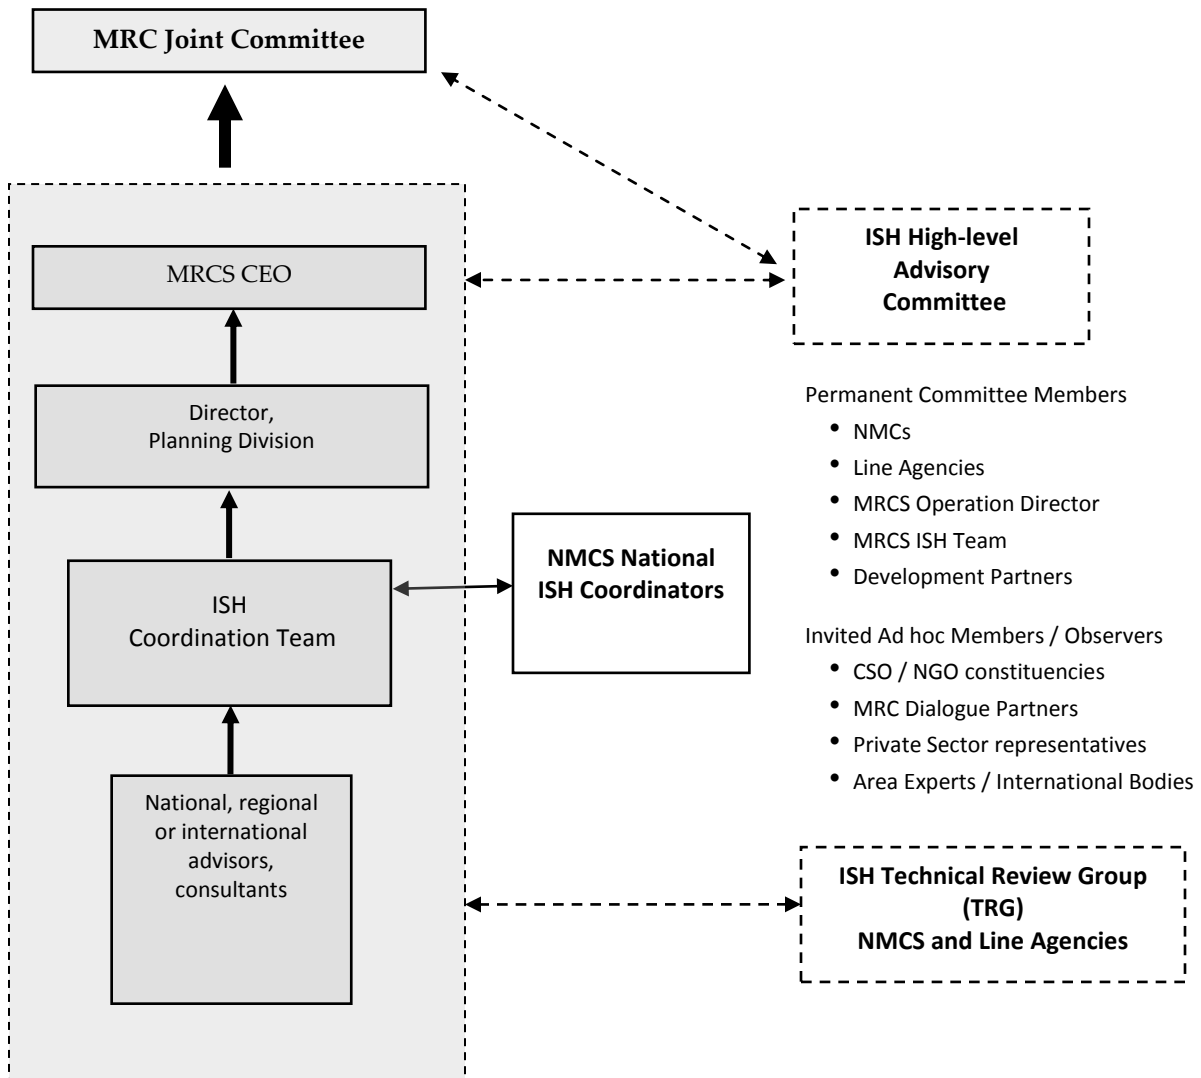 MRC Joint Committee
MRCS CEO
Director,
Planning Division
ISH
Coordination Team
National, regional
or international
advisors,
consultants
NMCS National
ISH Coordinators
ISH High-level
Advisory
Committee
Permanent Committee Members
• NMCs
• Line Agencies
• MRCS Operation Director
• MRCS ISH Team
• Development Partners
Invited Ad hoc Members / Observers
• CSO / NGO constituencies
• MRC Dialogue Partners
• Private Sector representatives
• Area Experts / International Bodies
ISH Technical Review Group
(TRG)
NMCS and Line Agencies